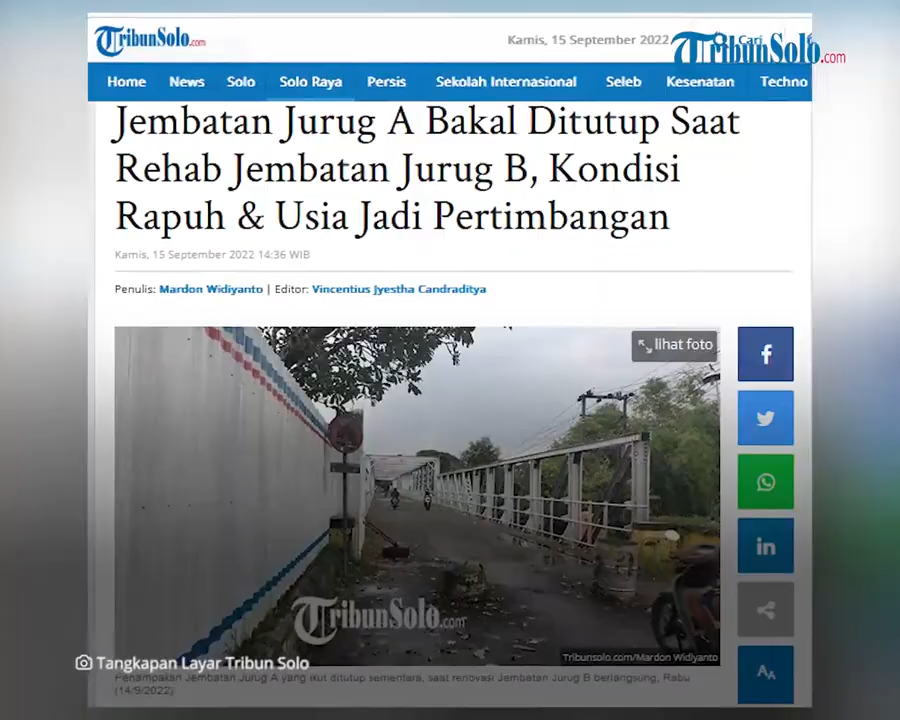 TribunSolo.com
Kamis, 15 September 2022
Cari
TribunSolo.com
Home News Solo Solo Raya Persis Sekolah Internasional Seleb Kesenatan Techno
Jembatan Jurug A Bakal Ditutup Saat
Rehab Jembatan Jurug B, Kondisi
Rapuh & Usia Jadi Pertimbangan
Kamis, 15 September 2022 14:36 WIB
Penulis: Mardon Widiyanto | Editor: Vincentius Jyestha Candraditya
lihat foto
TribunSolo.com
Tribunsolo.com/Mardon Widiyanto
Tangkapan Layar Tribun Solo
Penampakan Jembatan Jurug A yang ikut ditutup sementara, saat renovasi Jembatan Jurug B berlangsung, Rabu
(14/9/2022)
AA